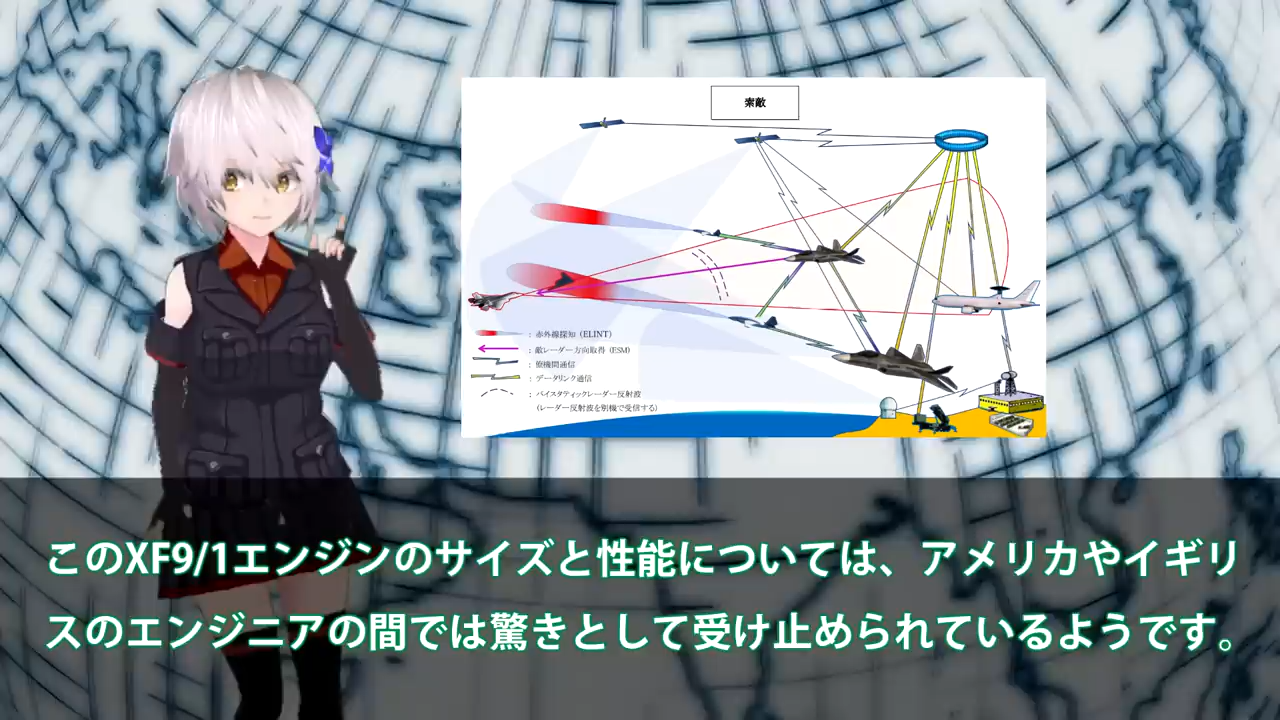 索敵
: 赤外線探知 (ELINT)
: 敵レーダー方向取得 (ESM)
: 原機間通信
: データリンク通信
: バイスタティックレーダー反射波
(レーダー反射波を別機で受信する)
このXF9/1エンジンのサイズと性能については、アメリカやイギリ
スのエンジニアの間では驚きとして受け止められているようです。